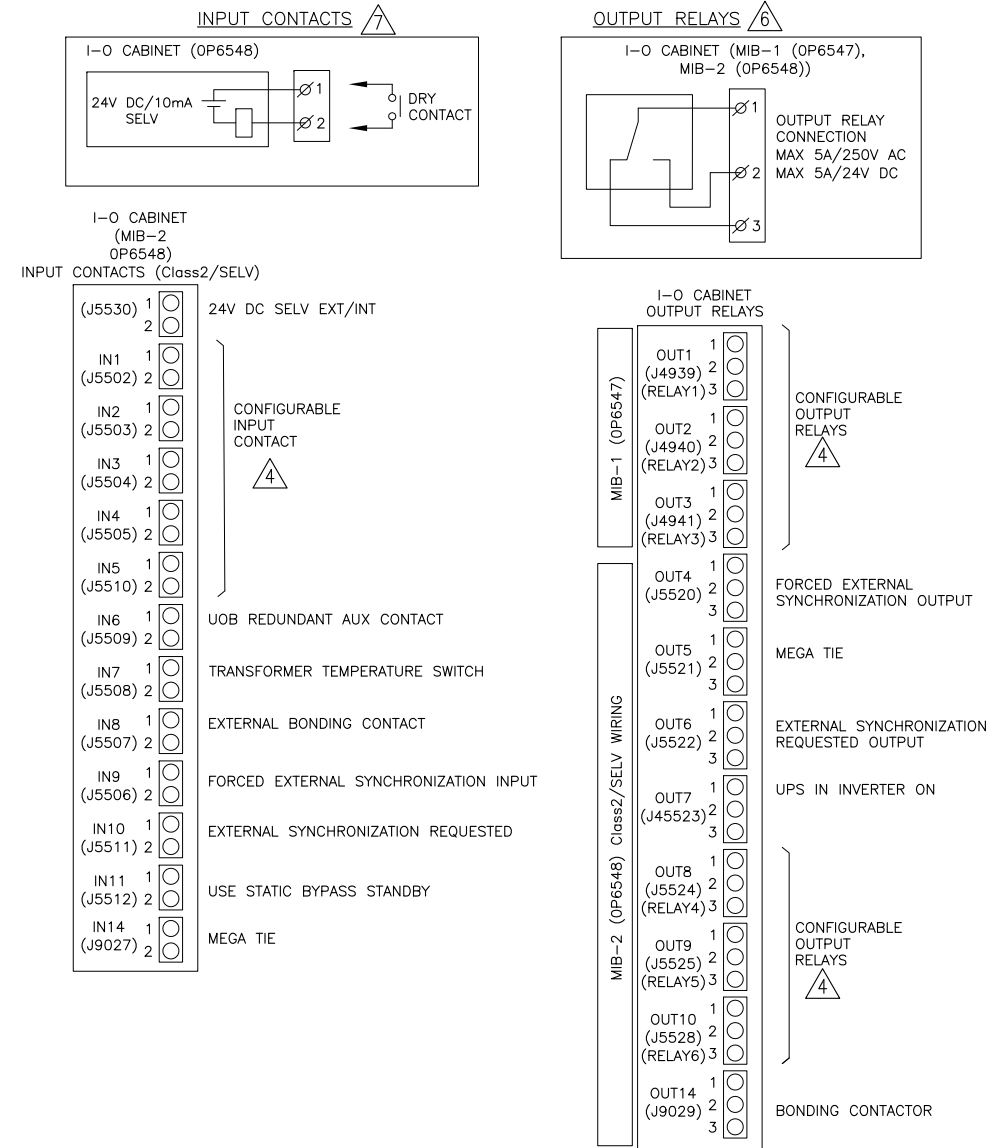 INPUT CONTACTS 7
I-O CABINET (0P6548)
24V DC/10mA
SELV
1
2
DRY
CONTACT
OUTPUT RELAYS 6
I-O CABINET (MIB-1 (0P6547),
MIB-2 (0P6548))
1
2
3
OUTPUT RELAY
CONNECTION
MAX 5A/250V AC
MAX 5A/24V DC
I-O CABINET
(MIB-2
0P6548)
INPUT CONTACTS (Class2/SELV)
(J5530) 1
2
24V DC SELV EXT/INT
IN1 1
(J5502) 2
IN2 1
(J5503) 2
IN3 1
(J5504) 2
IN4 1
(J5505) 2
IN5 1
(J5510) 2
CONFIGURABLE
INPUT
CONTACT
4
IN6 1
(J5509) 2
UOB REDUNDANT AUX CONTACT
IN7 1
(J5508) 2
TRANSFORMER TEMPERATURE SWITCH
IN8 1
(J5507) 2
EXTERNAL BONDING CONTACT
IN9 1
(J5506) 2
FORCED EXTERNAL SYNCHRONIZATION INPUT
IN10 1
(J5511) 2
EXTERNAL SYNCHRONIZATION REQUESTED
IN11 1
(J5512) 2
USE STATIC BYPASS STANDBY
IN14 1
(J9027) 2
MEGA TIE
I-O CABINET
OUTPUT RELAYS
MIB-1 (0P6547)
OUT1 1
(J4939) 2
(RELAY1) 3
OUT2 1
(J4940) 2
(RELAY2) 3
OUT3 1
(J4941) 2
(RELAY3) 3
CONFIGURABLE
OUTPUT
RELAYS
4
MIB-2 (0P6548) Class2/SELV WIRING
OUT4 1
(J5520) 2
3
FORCED EXTERNAL
SYNCHRONIZATION OUTPUT
OUT5 1
(J5521) 2
3
MEGA TIE
OUT6 1
(J5522) 2
3
EXTERNAL SYNCHRONIZATION
REQUESTED OUTPUT
OUT7 1
(J45523) 2
3
UPS IN INVERTER ON
OUT8 1
(J5524) 2
(RELAY4) 3
OUT9 1
(J5525) 2
(RELAY5) 3
OUT10 1
(J5528) 2
(RELAY6) 3
CONFIGURABLE
OUTPUT
RELAYS
4
OUT14 1
(J9029) 2
3
BONDING CONTACTOR